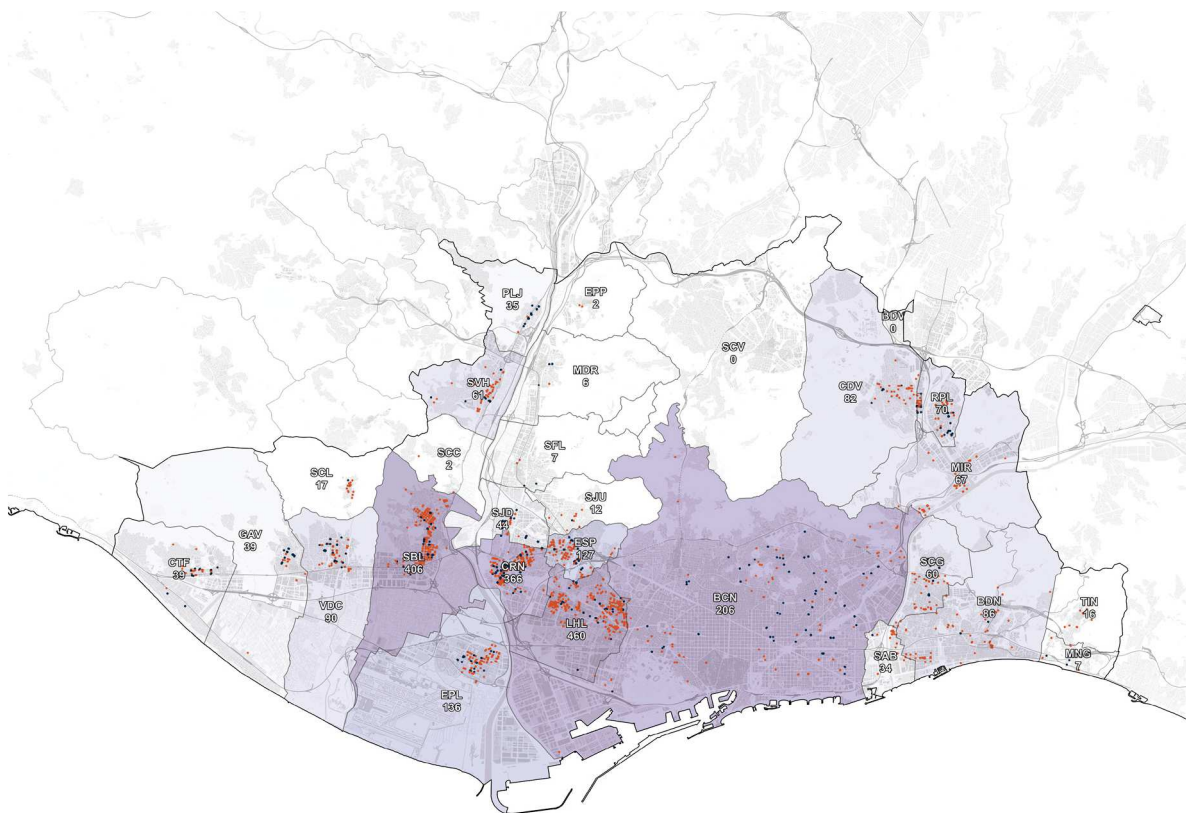 PLJ
35
EPP
2
BDV
0
SCV
0
MDR
6
SVH
61
CDV
82
RPL
70
SCC
2
SFL
7
MIR
67
SCL
17
SJU
12
SJD
44
GAV
39
CTF
39
SBL
406
CRN
366
ESP
127
SCG
60
VDC
90
LHL
460
BCN
206
BDN
86
TIN
16
SAB
34
MNG
7
EPL
136